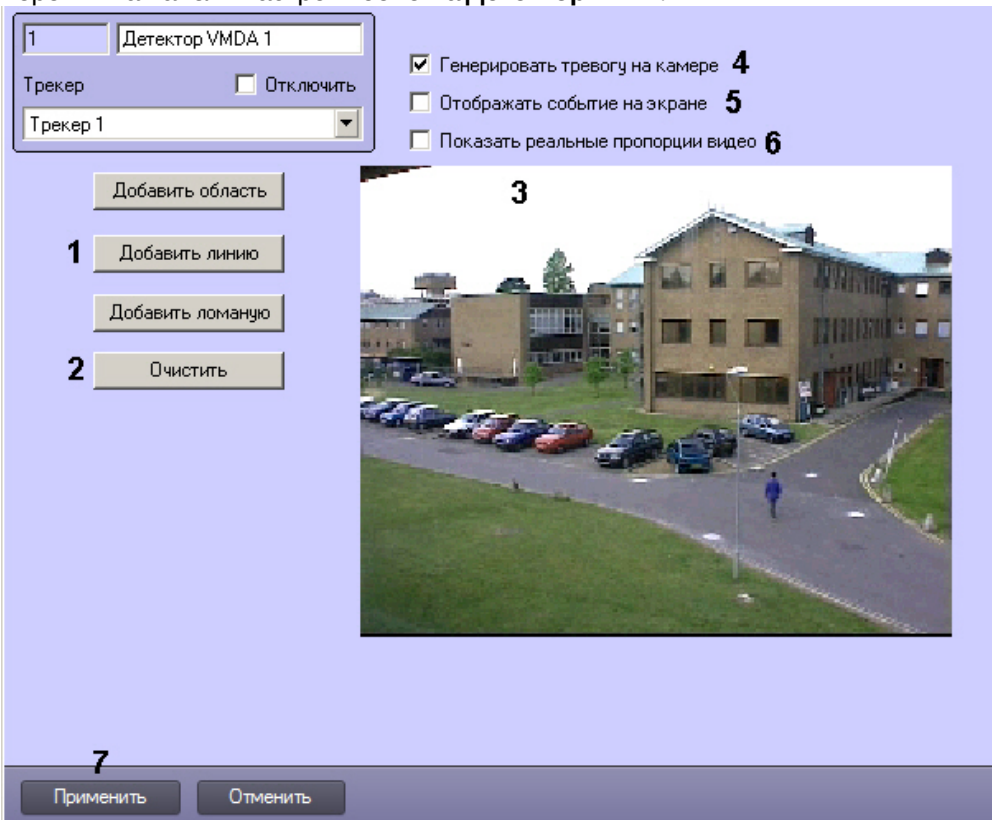 1 Детектор VMDA 1
Трекер Отключить
Трекер 1
Генерировать тревогу на камере 4
Отображать событие на экране 5
Показать реальные пропорции видео 6
Добавить область
3
1 Добавить линию
Добавить ломаную
2 Очистить
7
Применить Отменить